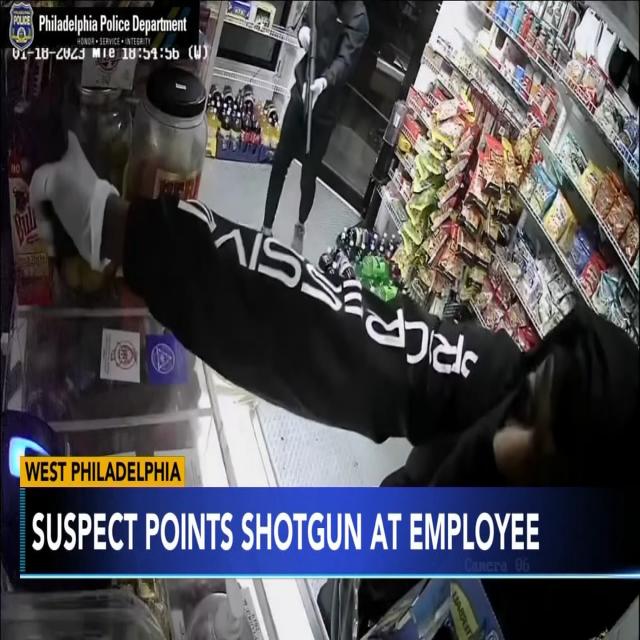 Philadelphia Police Department
HONOR • SERVICE • INTEGRITY
01-18-2023 Wed 18:54:56 (W)
PROGRESSIVE
WEST PHILADELPHIA
SUSPECT POINTS SHOTGUN AT EMPLOYEE
Camera 06